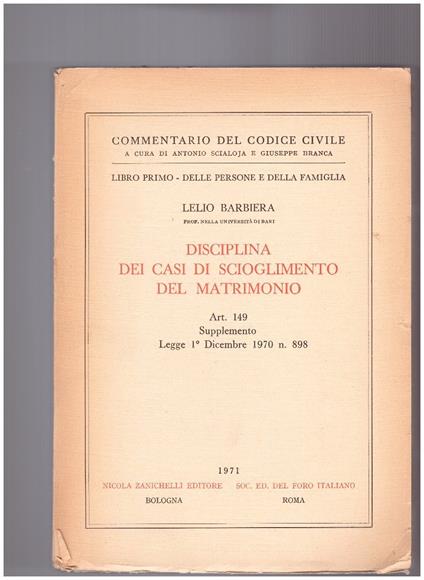 COMMENTARIO DEL CODICE CIVILE
A CURA DI ANTONIO SCIALOJA E GIUSEPPE BRANCA
LIBRO PRIMO - DELLE PERSONE E DELLA FAMIGLIA
LELIO BARBIERA
PROF. NELLA UNIVERSITÀ DI BARI
DISCIPLINA
DEI CASI DI SCIOGLIMENTO
DEL MATRIMONIO
Art. 149
Supplemento
Legge 1º Dicembre 1970 n. 898
1971
NICOLA ZANICHELLI EDITORE SOC. ED. DEL FORO ITALIANO
BOLOGNA ROMA